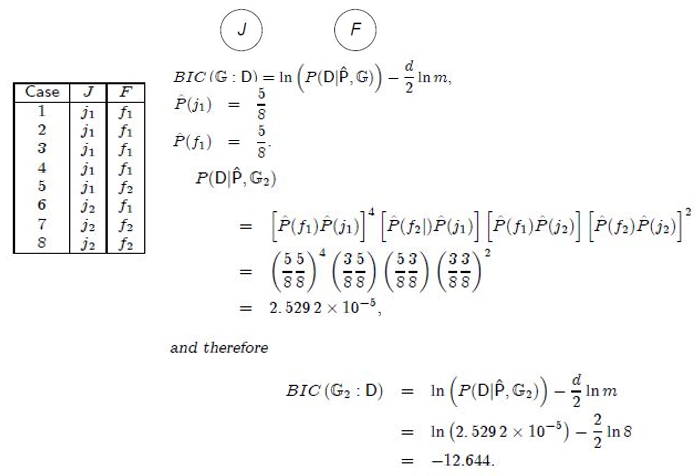 J F
BIC (𝔾 : D) = ln (P(D|P̂, 𝔾)) − d/2 ln m,
Case J F
1 j₁ f₁
2 j₁ f₁
3 j₁ f₁
4 j₁ f₁
5 j₁ f₂
6 j₂ f₁
7 j₂ f₂
8 j₂ f₂
P̂(j₁) = 5/8
P̂(f₁) = 5/8.
P(D|P̂, 𝔾₂)
= [P̂(f₁)P̂(j₁)]⁴ [P̂(f₂|)P̂(j₁)] [P̂(f₁)P̂(j₂)] [P̂(f₂)P̂(j₂)]²
= (5/8 5/8)⁴ (3/8 5/8) (5/8 3/8) (3/8 3/8)²
= 2.5292 × 10⁻⁵,
and therefore
BIC (𝔾₂ : D) = ln (P(D|P̂, 𝔾₂)) − d/2 ln m
= ln (2.5292 × 10⁻⁵) − 2/2 ln 8
= −12.644.